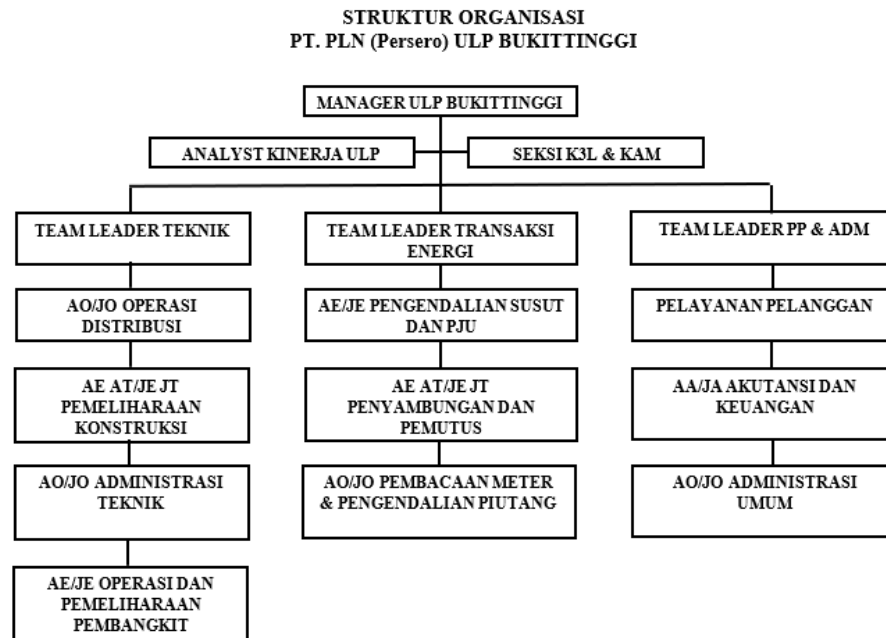 STRUKTUR ORGANISASI
PT. PLN (Persero) ULP BUKITTINGGI
MANAGER ULP BUKITTINGGI
ANALYST KINERJA ULP
SEKSI K3L & KAM
TEAM LEADER TEKNIK
TEAM LEADER TRANSAKSI
ENERGI
TEAM LEADER PP & ADM
AO/JO OPERASI
DISTRIBUSI
AE/JE PENGENDALIAN SUSUT
DAN PJU
PELAYANAN PELANGGAN
AE AT/JE JT
PEMELIHARAAN
KONSTRUKSI
AE AT/JE JT
PENYAMBUNGAN DAN
PEMUTUS
AA/JA AKUTANSI DAN
KEUANGAN
AO/JO ADMINISTRASI
TEKNIK
AO/JO PEMBACAAN METER
& PENGENDALIAN PIUTANG
AO/JO ADMINISTRASI
UMUM
AE/JE OPERASI DAN
PEMELIHARAAN
PEMBANGKIT